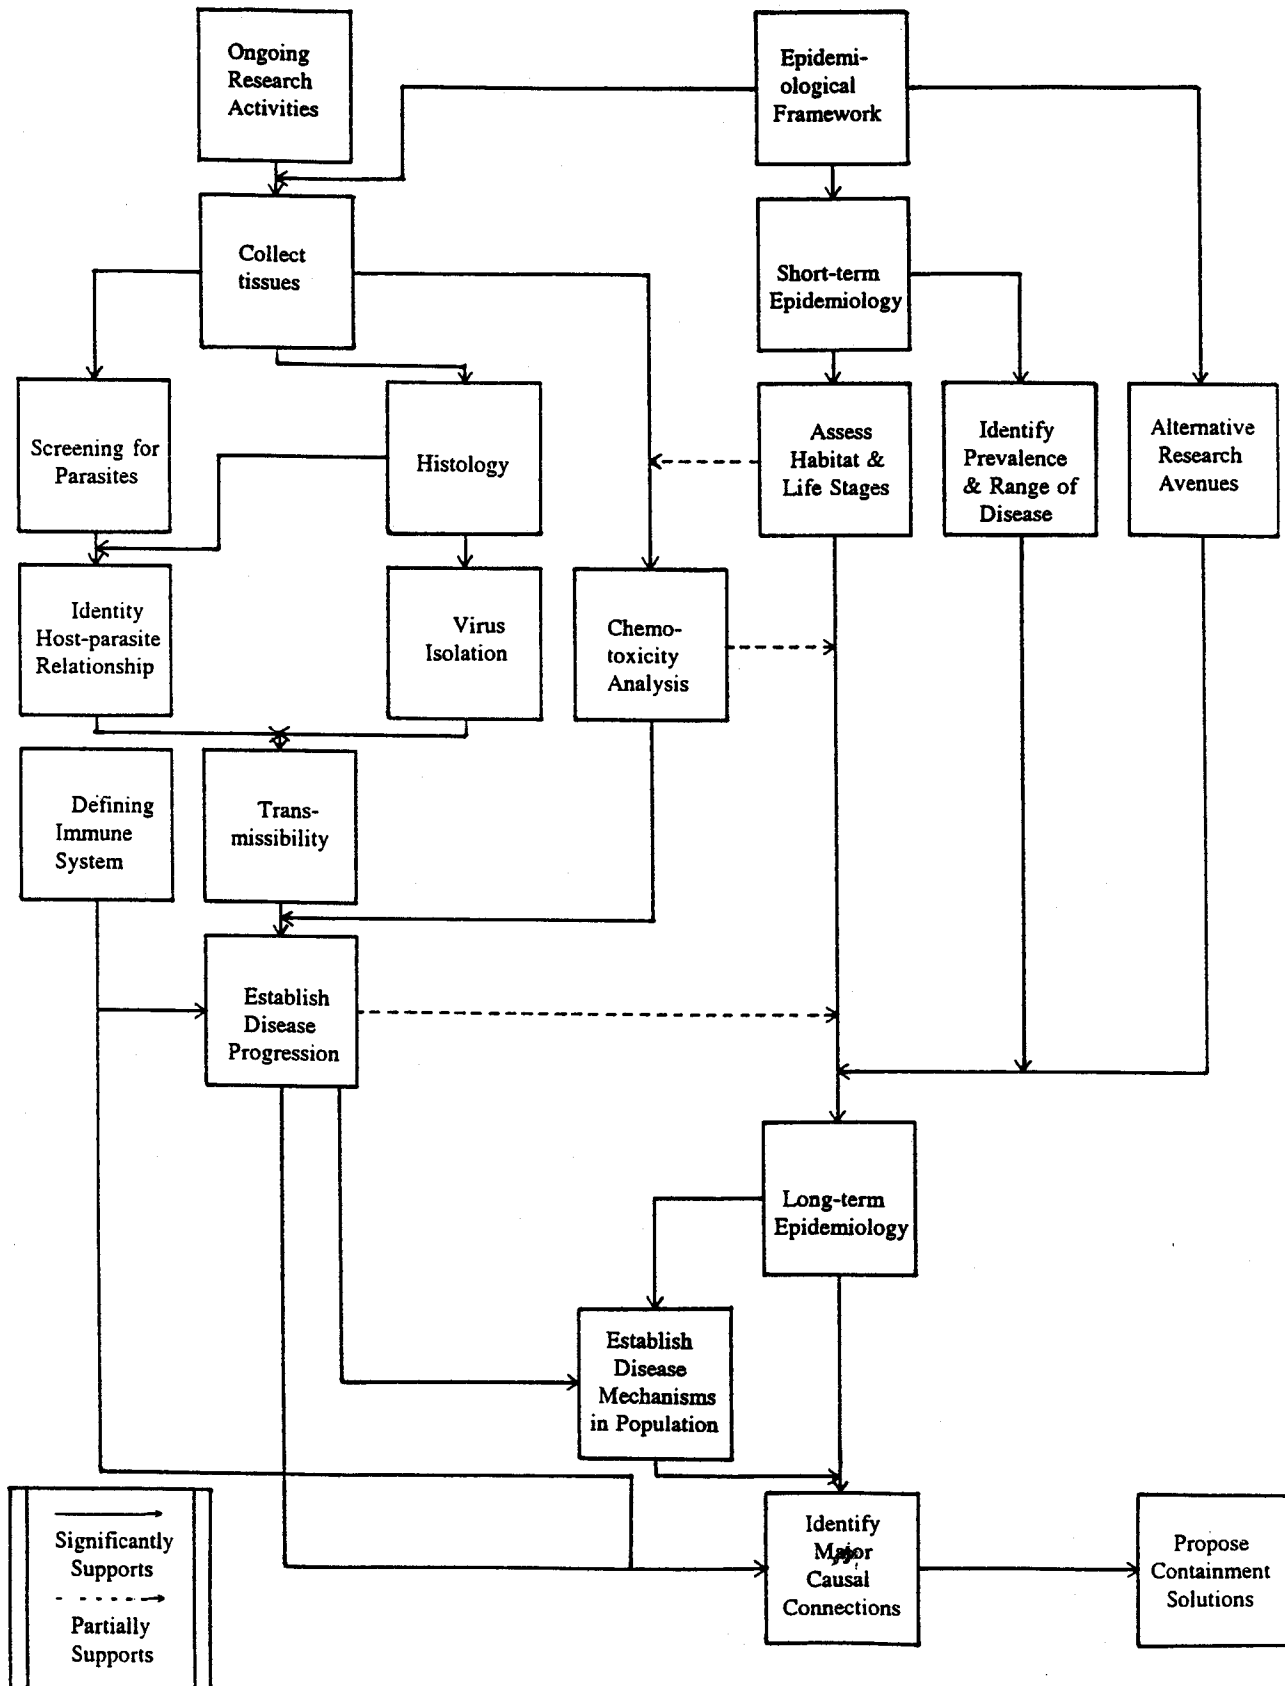 Ongoing
Research
Activities
Epidemi-
ological
Framework
Collect
tissues
Short-term
Epidemiology
Screening for
Parasites
Histology
Assess
Habitat &
Life Stages
Identify
Prevalence
& Range of
Disease
Alternative
Research
Avenues
Identity
Host-parasite
Relationship
Virus
Isolation
Chemo-
toxicity
Analysis
Defining
Immune
System
Trans-
missibility
Establish
Disease
Progression
Long-term
Epidemiology
Establish
Disease
Mechanisms
in Population
Identify
Major
Causal
Connections
Propose
Containment
Solutions
Significantly
Supports
Partially
Supports